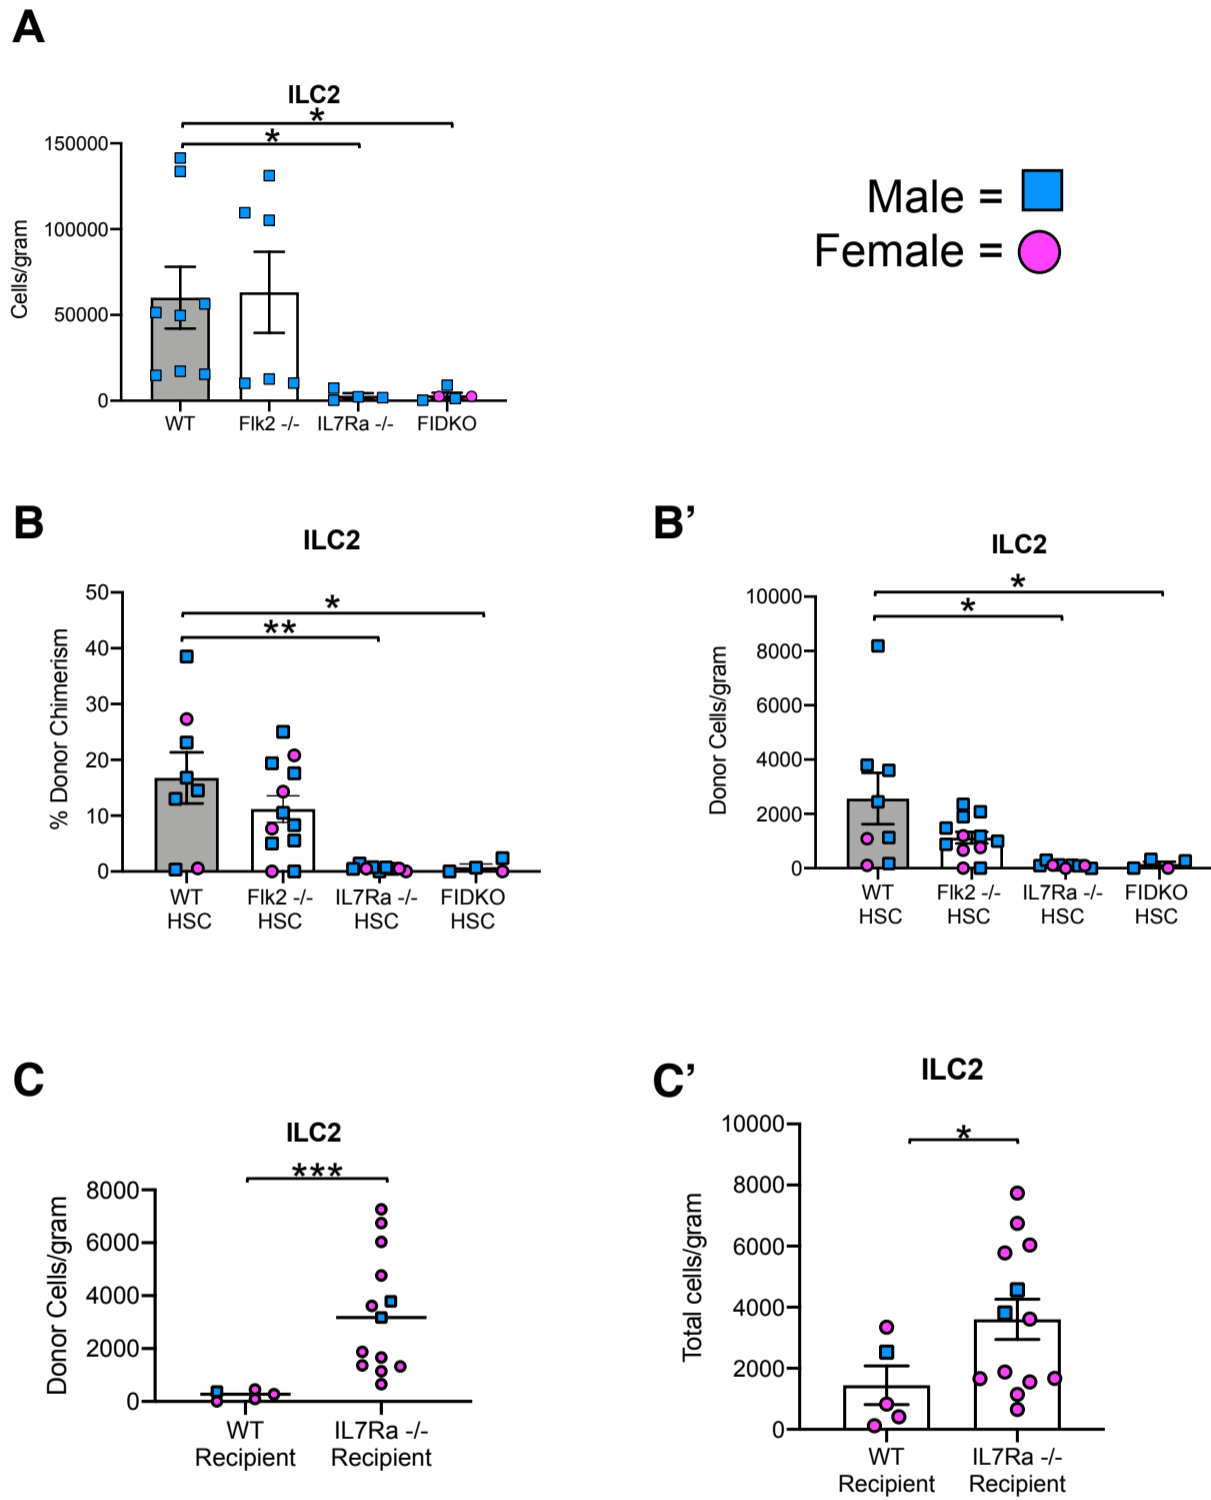 A
ILC2
*
*
150000
100000
50000
0
Cells/gram
WT
Flk2 -/-
IL7Ra -/-
FIDKO
Male =
Female =
B
ILC2
*
**
50
40
30
20
10
0
% Donor Chimerism
WT
HSC
Flk2 -/-
HSC
IL7Ra -/-
HSC
FIDKO
HSC
B’
ILC2
*
*
10000
8000
6000
4000
2000
0
Donor Cells/gram
WT
HSC
Flk2 -/-
HSC
IL7Ra -/-
HSC
FIDKO
HSC
C
ILC2
***
8000
6000
4000
2000
0
Donor Cells/gram
WT
Recipient
IL7Ra -/-
Recipient
C’
ILC2
*
10000
8000
6000
4000
2000
0
Total cells/gram
WT
Recipient
IL7Ra -/-
Recipient